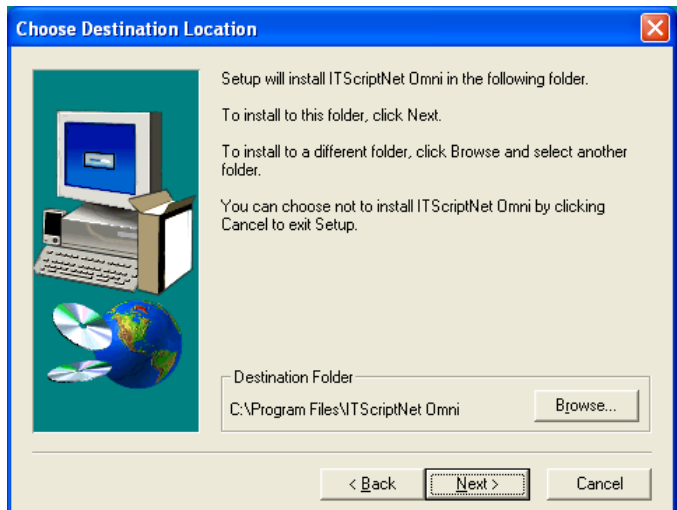 Choose Destination Location
Setup will install ITScriptNet Omni in the following folder.
To install to this folder, click Next.
To install to a different folder, click Browse and select another
folder.
You can choose not to install ITScriptNet Omni by clicking
Cancel to exit Setup.
Destination Folder
C:\Program Files\ITScriptNet Omni
Browse...
< Back
Next >
Cancel